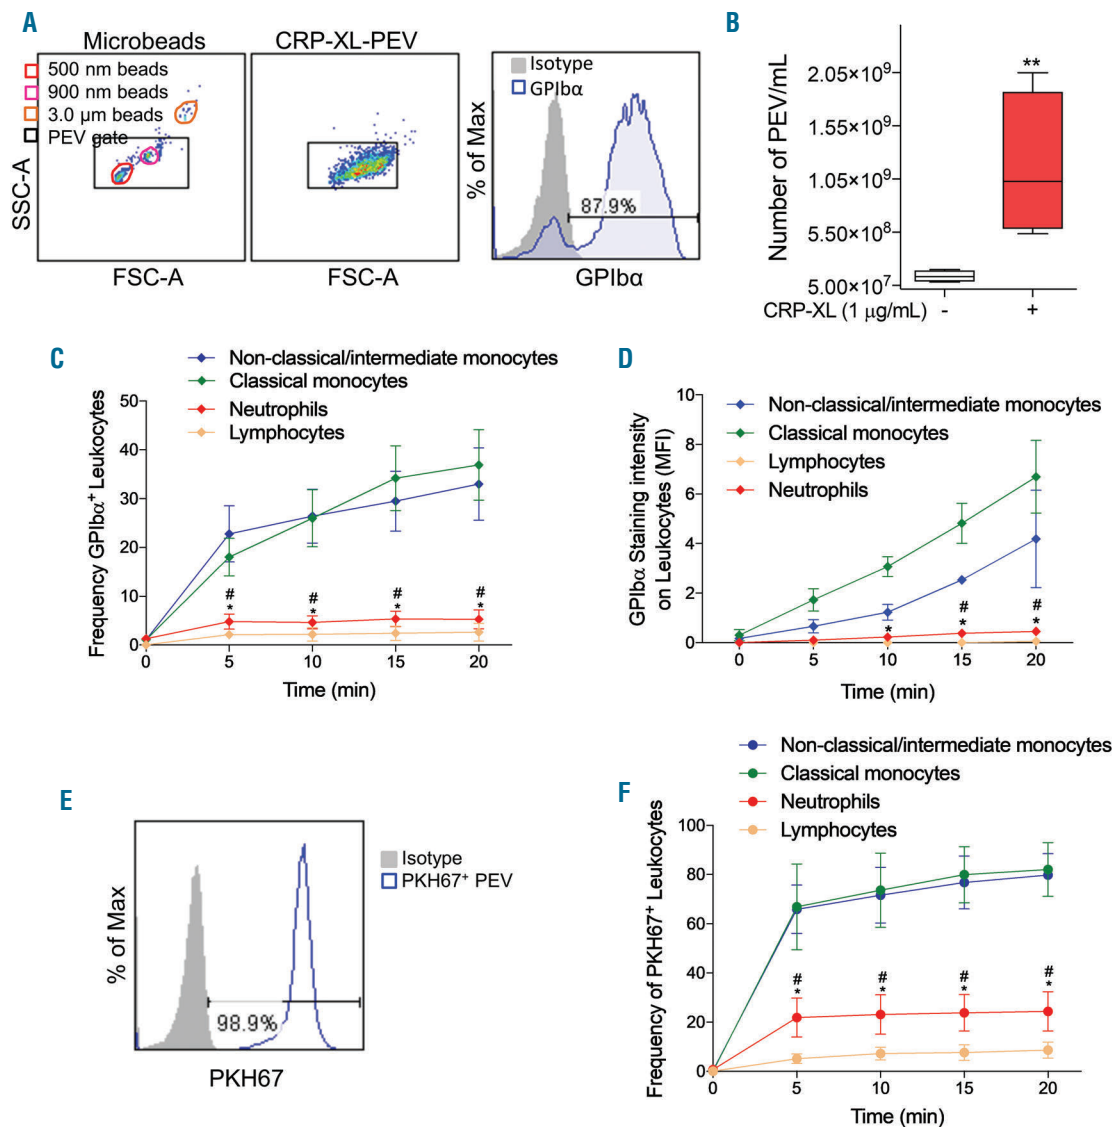 A
Microbeads
500 nm beads
900 nm beads
3.0 μm beads
PEV gate
SSC-A
FSC-A
CRP-XL-PEV
FSC-A
Isotype
GPIbα
% of Max
87.9%
GPIbα
B
**
Number of PEV/mL
2.05×10⁹
1.55×10⁹
1.05×10⁹
5.50×10⁸
5.00×10⁷
CRP-XL (1 μg/mL) - +
C
Non-classical/intermediate monocytes
Classical monocytes
Neutrophils
Lymphocytes
Frequency GPIbα⁺ Leukocytes
50
40
30
20
10
0
# # # #
* * * *
0 5 10 15 20
Time (min)
D
Non-classical/intermediate monocytes
Classical monocytes
Lymphocytes
Neutrophils
GPIbα Staining intensity
on Leukocytes (MFI)
10
8
6
4
2
0
# #
* * *
0 5 10 15 20
Time (min)
E
Isotype
PKH67⁺ PEV
% of Max
98.9%
PKH67
F
Non-classical/intermediate monocytes
Classical monocytes
Neutrophils
Lymphocytes
Frequency of PKH67⁺ Leukocytes
100
80
60
40
20
0
# # # #
* * * *
0 5 10 15 20
Time (min)